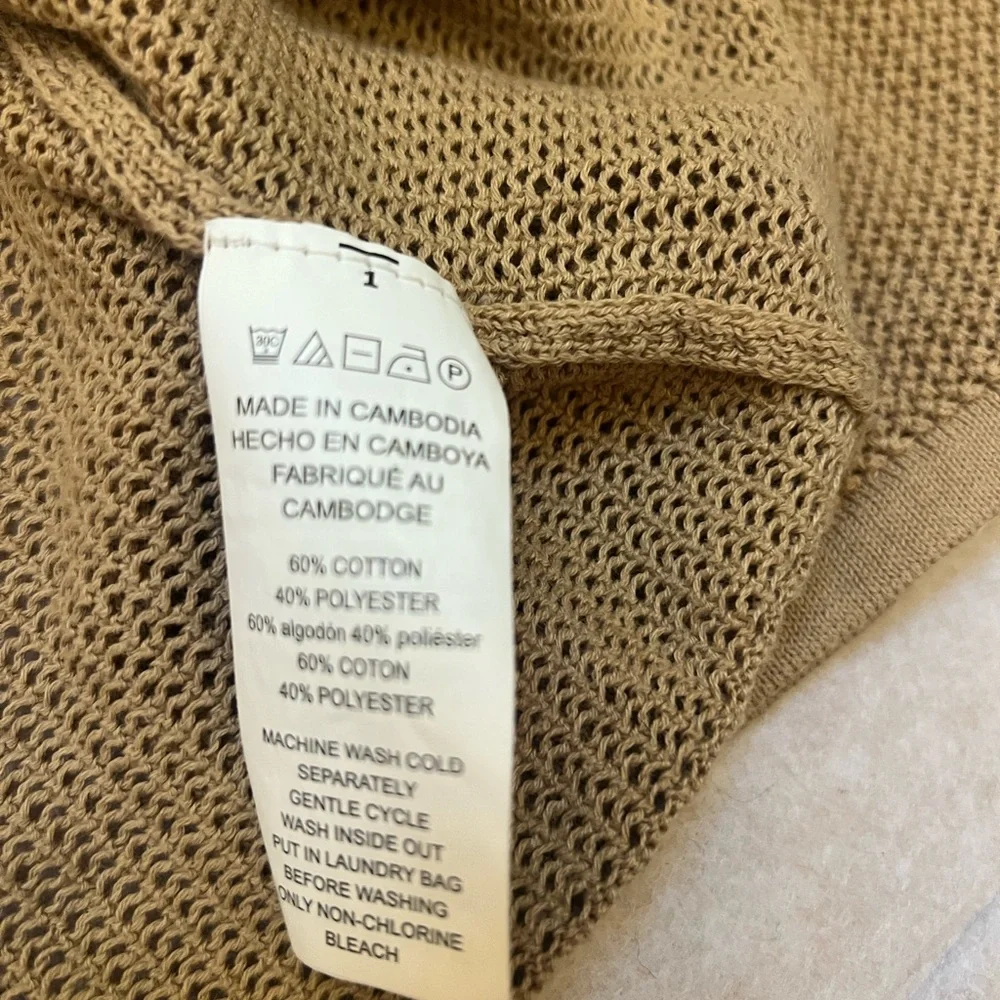 1
30C
P
MADE IN CAMBODIA
HECHO EN CAMBOYA
FABRIQUÉ AU
CAMBODGE
60% COTTON
40% POLYESTER
60% algodón 40% poliéster
60% COTON
40% POLYESTER
MACHINE WASH COLD
SEPARATELY
GENTLE CYCLE
WASH INSIDE OUT
PUT IN LAUNDRY BAG
BEFORE WASHING
ONLY NON-CHLORINE
BLEACH